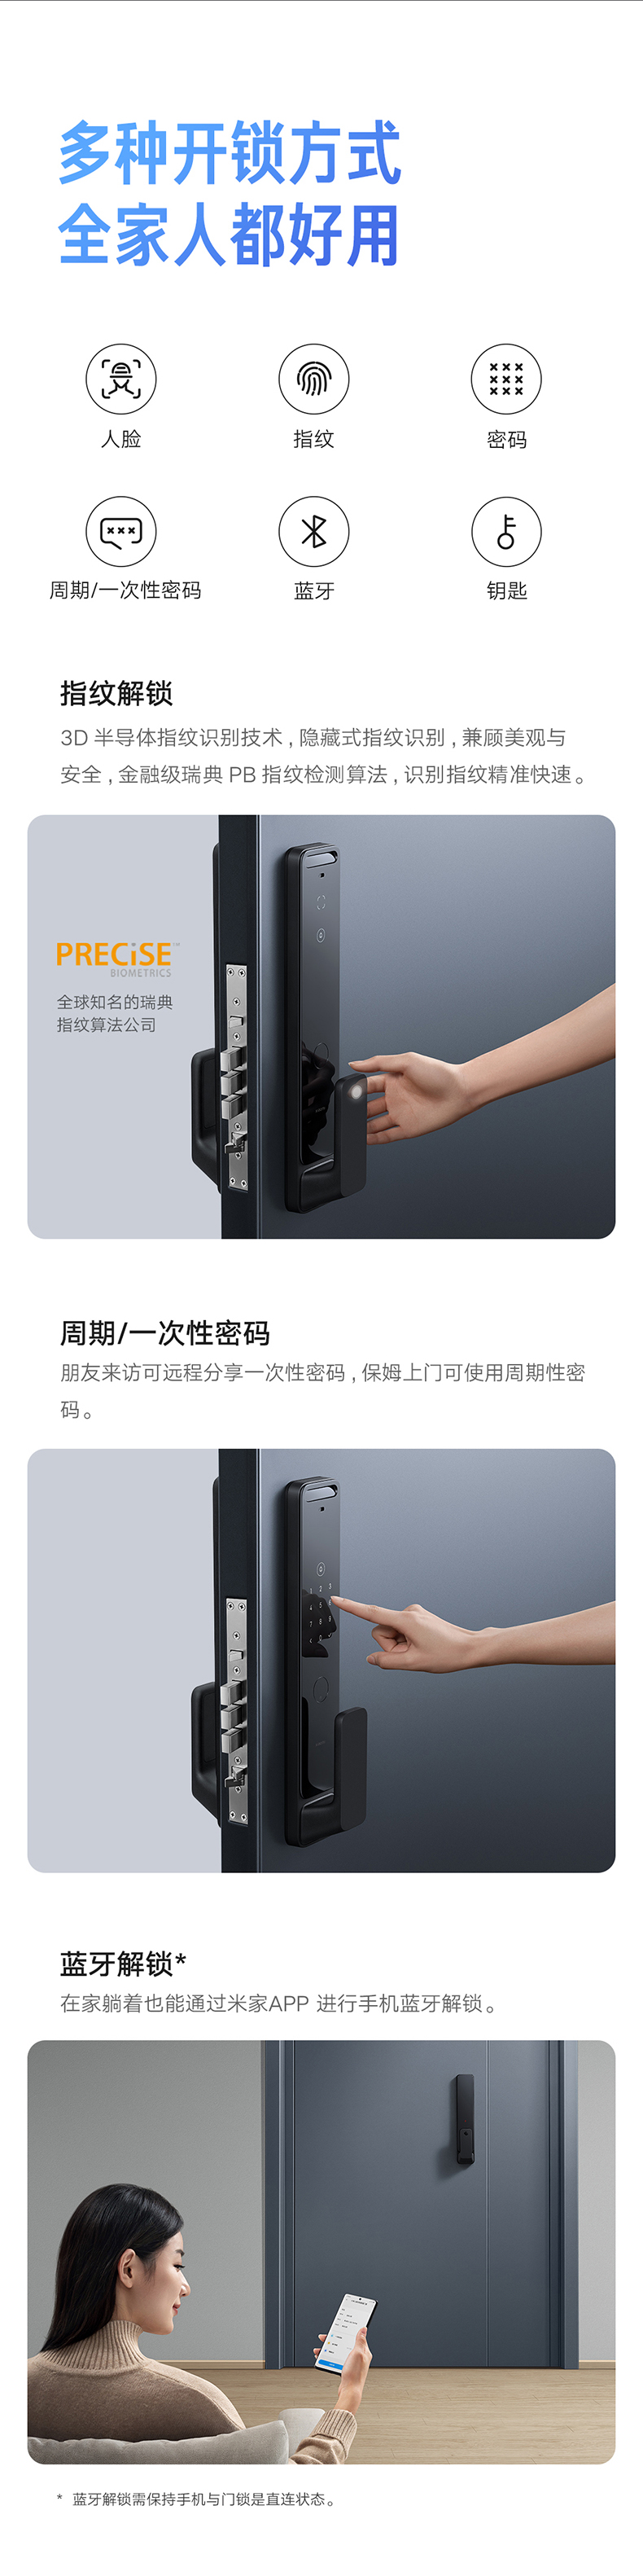 多种开锁方式
全家人都好用
人脸 指纹 密码
周期/一次性密码 蓝牙 钥匙
指纹解锁
3D 半导体指纹识别技术，隐藏式指纹识别，兼顾美观与
安全，金融级瑞典 PB 指纹检测算法，识别指纹精准快速。
PRECiSE™
BIOMETRICS
全球知名的瑞典
指纹算法公司
周期/一次性密码
朋友来访可远程分享一次性密码，保姆上门可使用周期性密
码。
蓝牙解锁*
在家躺着也能通过米家APP 进行手机蓝牙解锁。
* 蓝牙解锁需保持手机与门锁是直连状态。